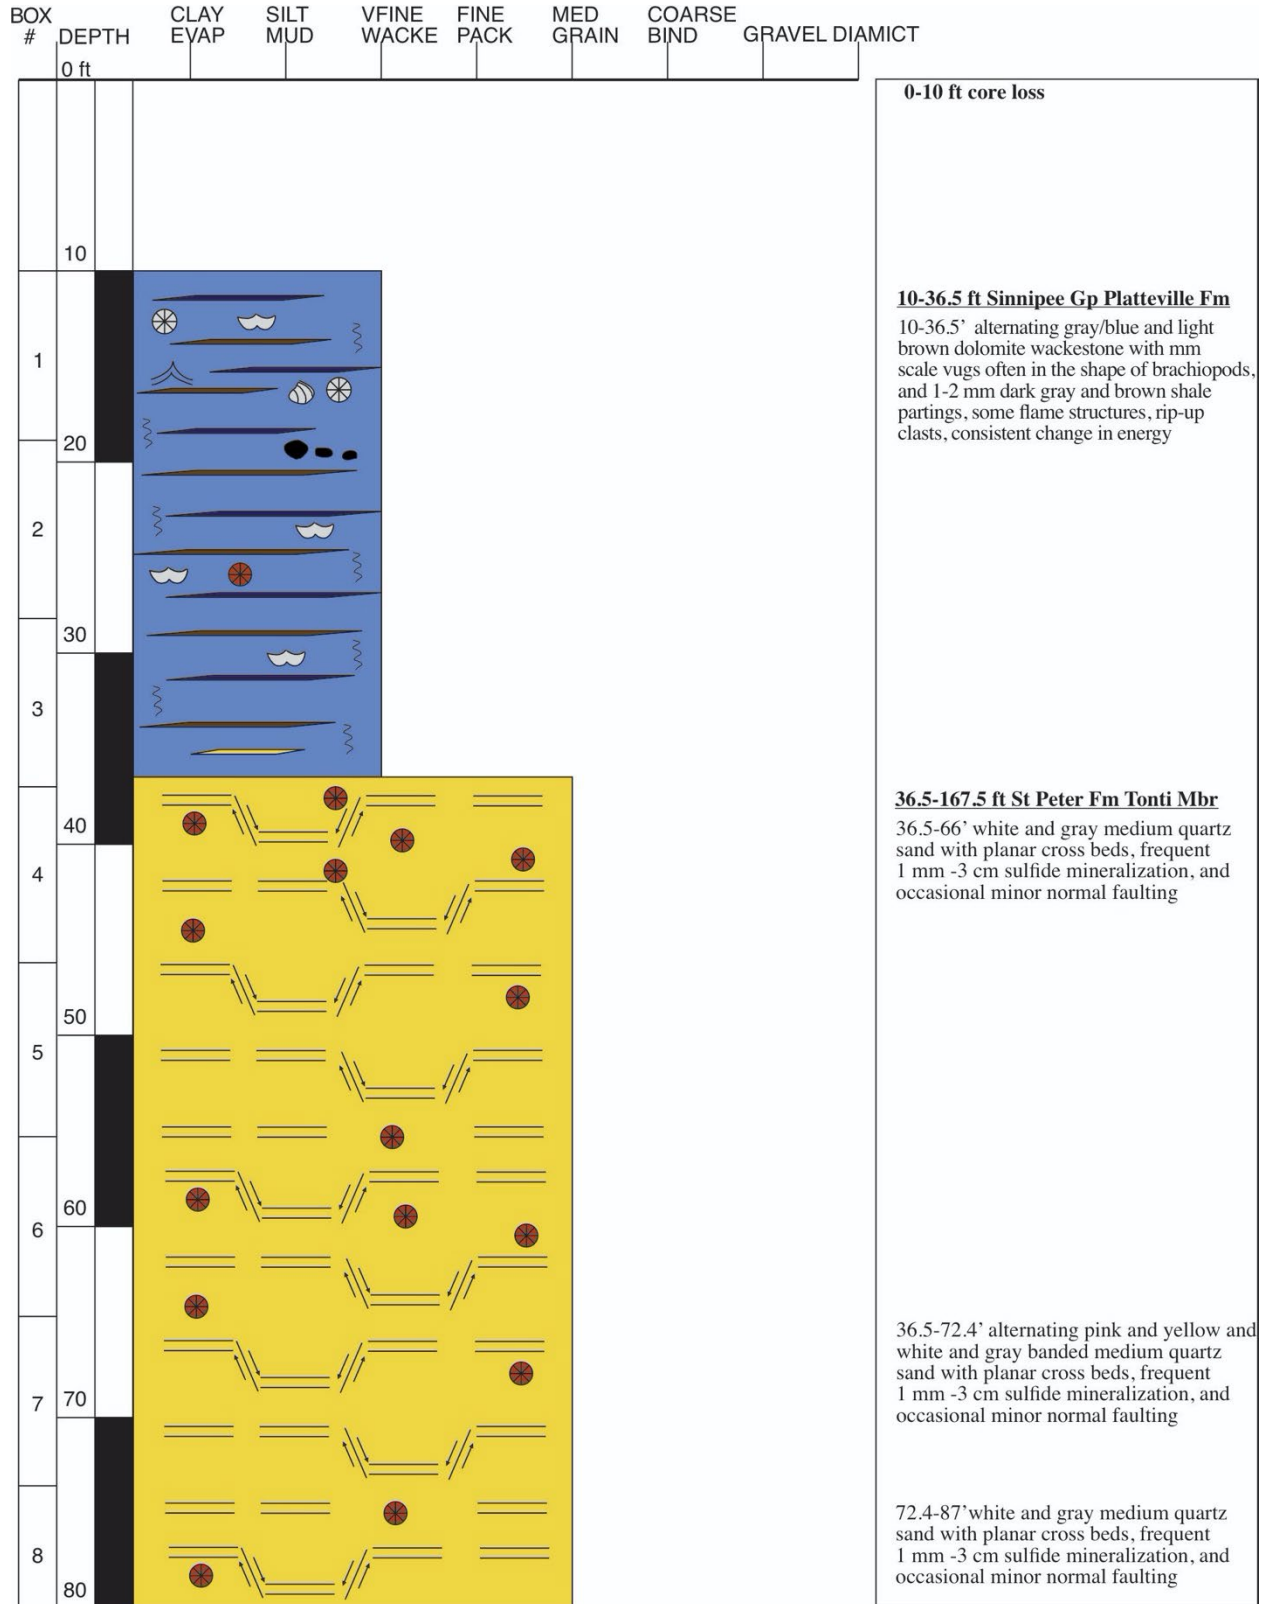 BOX CLAY SILT VFINE FINE MED COARSE
# DEPTH EVAP MUD WACKE PACK GRAIN BIND GRAVEL DIAMICT
0 ft
0-10 ft core loss
10
10-36.5 ft Sinnipee Gp Platteville Fm
10-36.5' alternating gray/blue and light
brown dolomite wackestone with mm
scale vugs often in the shape of brachiopods,
and 1-2 mm dark gray and brown shale
partings, some flame structures, rip-up
clasts, consistent change in energy
1
20
2
30
3
36.5-167.5 ft St Peter Fm Tonti Mbr
36.5-66' white and gray medium quartz
sand with planar cross beds, frequent
1 mm -3 cm sulfide mineralization, and
occasional minor normal faulting
40
4
50
5
60
6
36.5-72.4' alternating pink and yellow and
white and gray banded medium quartz
sand with planar cross beds, frequent
1 mm -3 cm sulfide mineralization, and
occasional minor normal faulting
70
7
72.4-87'white and gray medium quartz
sand with planar cross beds, frequent
1 mm -3 cm sulfide mineralization, and
occasional minor normal faulting
8
80